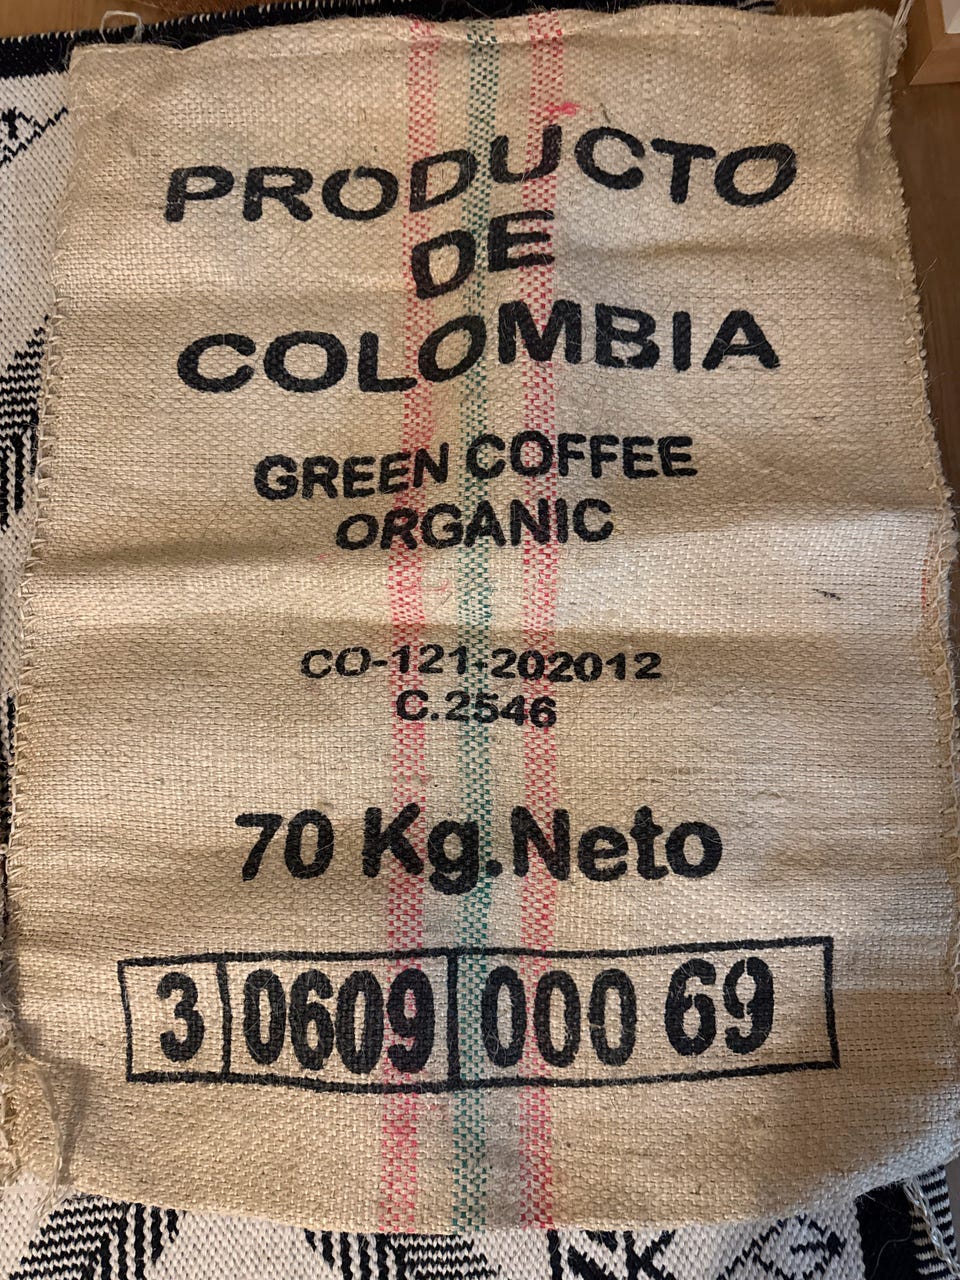 PRODUCTO
DE
COLOMBIA
GREEN COFFEE
ORGANIC
CO-121-202012
C.2546
70 Kg.Neto
3 0609 000 69